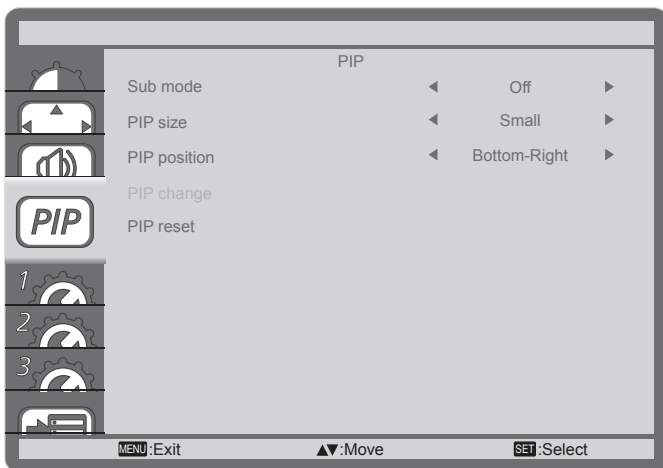 PIP
Sub mode ◀ Off ▶
PIP size ◀ Small ▶
PIP position ◀ Bottom-Right ▶
PIP change
PIP reset
PIP
1
2
3
MENU:Exit ▲▼:Move SET:Select